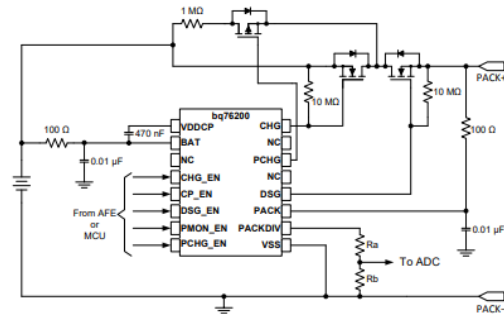 1 MΩ
PACK+
10 MΩ
10 MΩ
bq76200
100 Ω
470 nF
VDDCP
CHG
100 Ω
BAT
NC
0.01 µF
NC
PCHG
CHG_EN
NC
From AFE
or
MCU
CP_EN
DSG
DSG_EN
PACK
0.01 µF
PMON_EN
PACKDIV
Ra
PCHG_EN
VSS
To ADC
Rb
PACK-